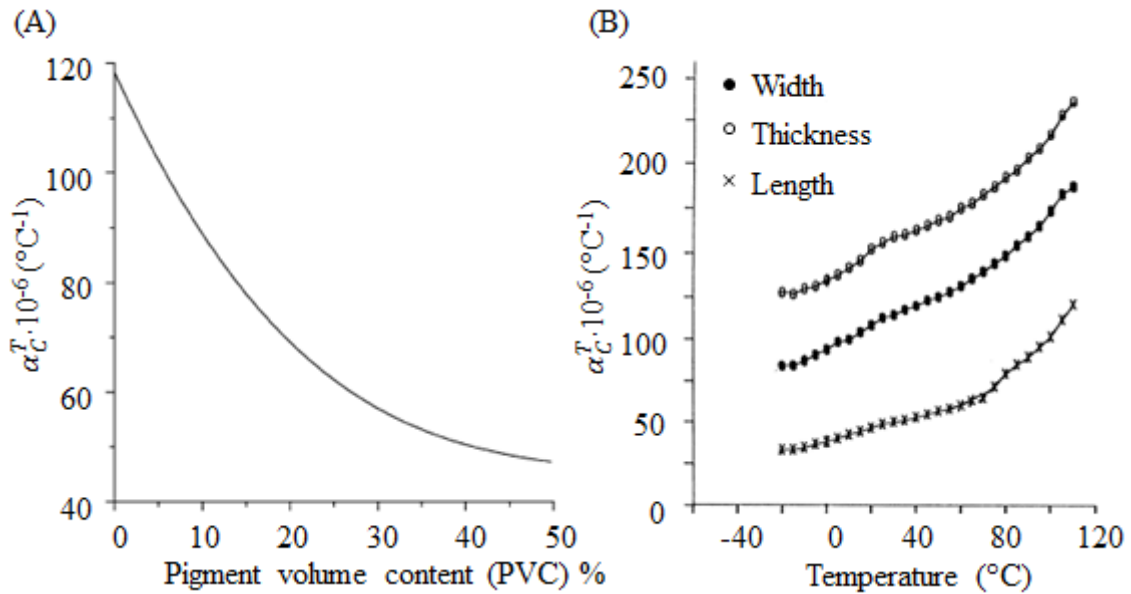 (A)
120
100
80
60
40
0 10 20 30 40 50
Pigment volume content (PVC) %
α_C^T·10^-6 (°C^-1)
(B)
250
200
150
100
50
0
-40 0 40 80 120
Temperature (°C)
α_C^T·10^-6 (°C^-1)
Width
Thickness
Length